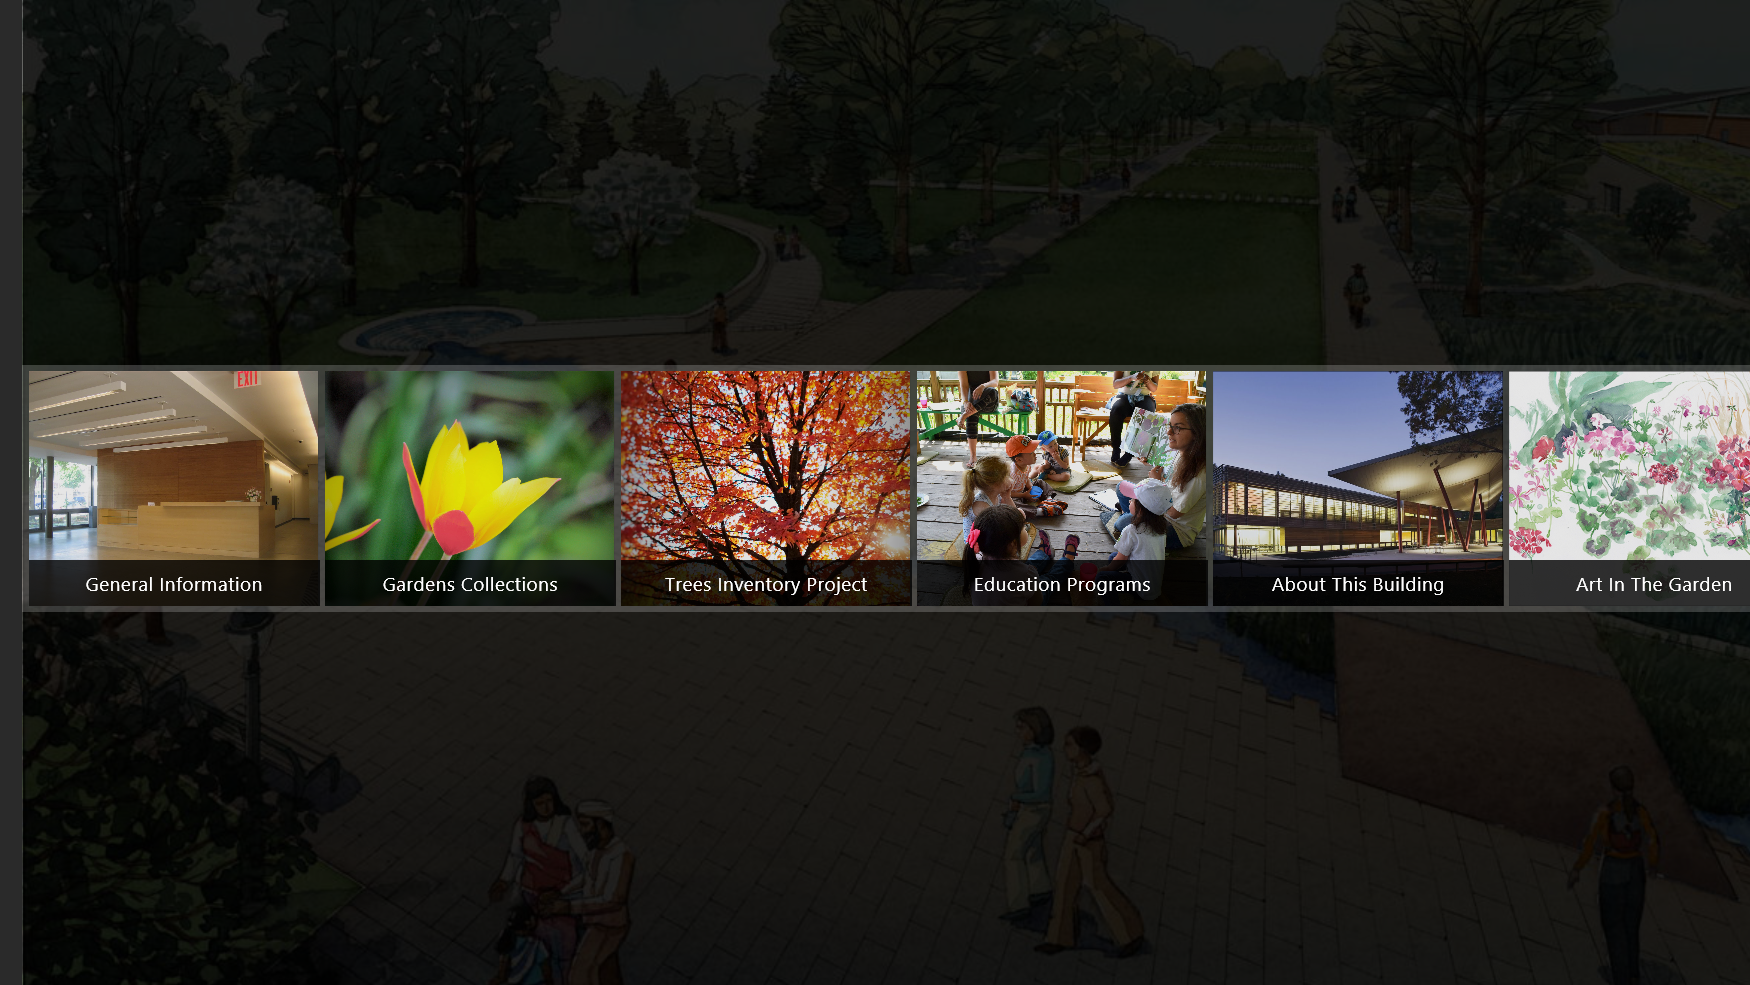 EXIT
General Information
Gardens Collections
Trees Inventory Project
Education Programs
About This Building
Art In The Garden